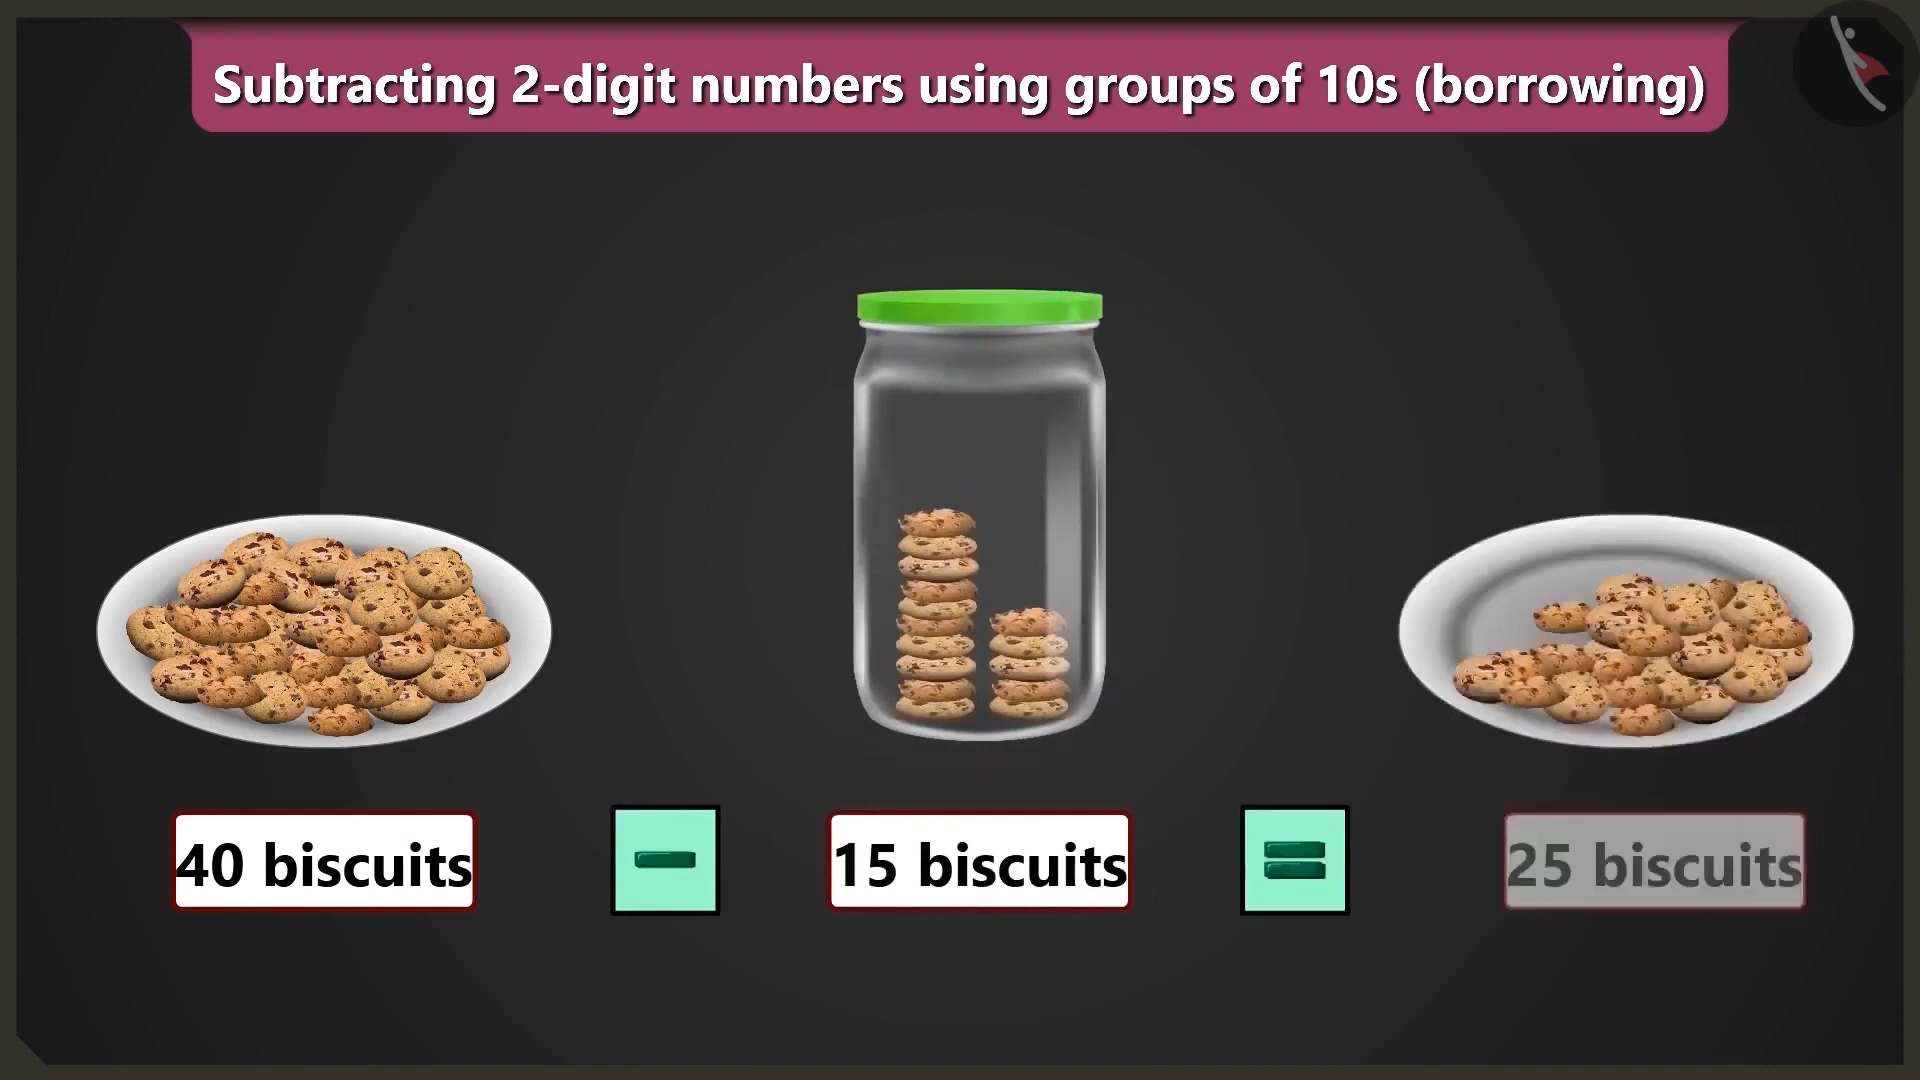 Subtracting 2-digit numbers using groups of 10s (borrowing)
40 biscuits
15 biscuits
25 biscuits